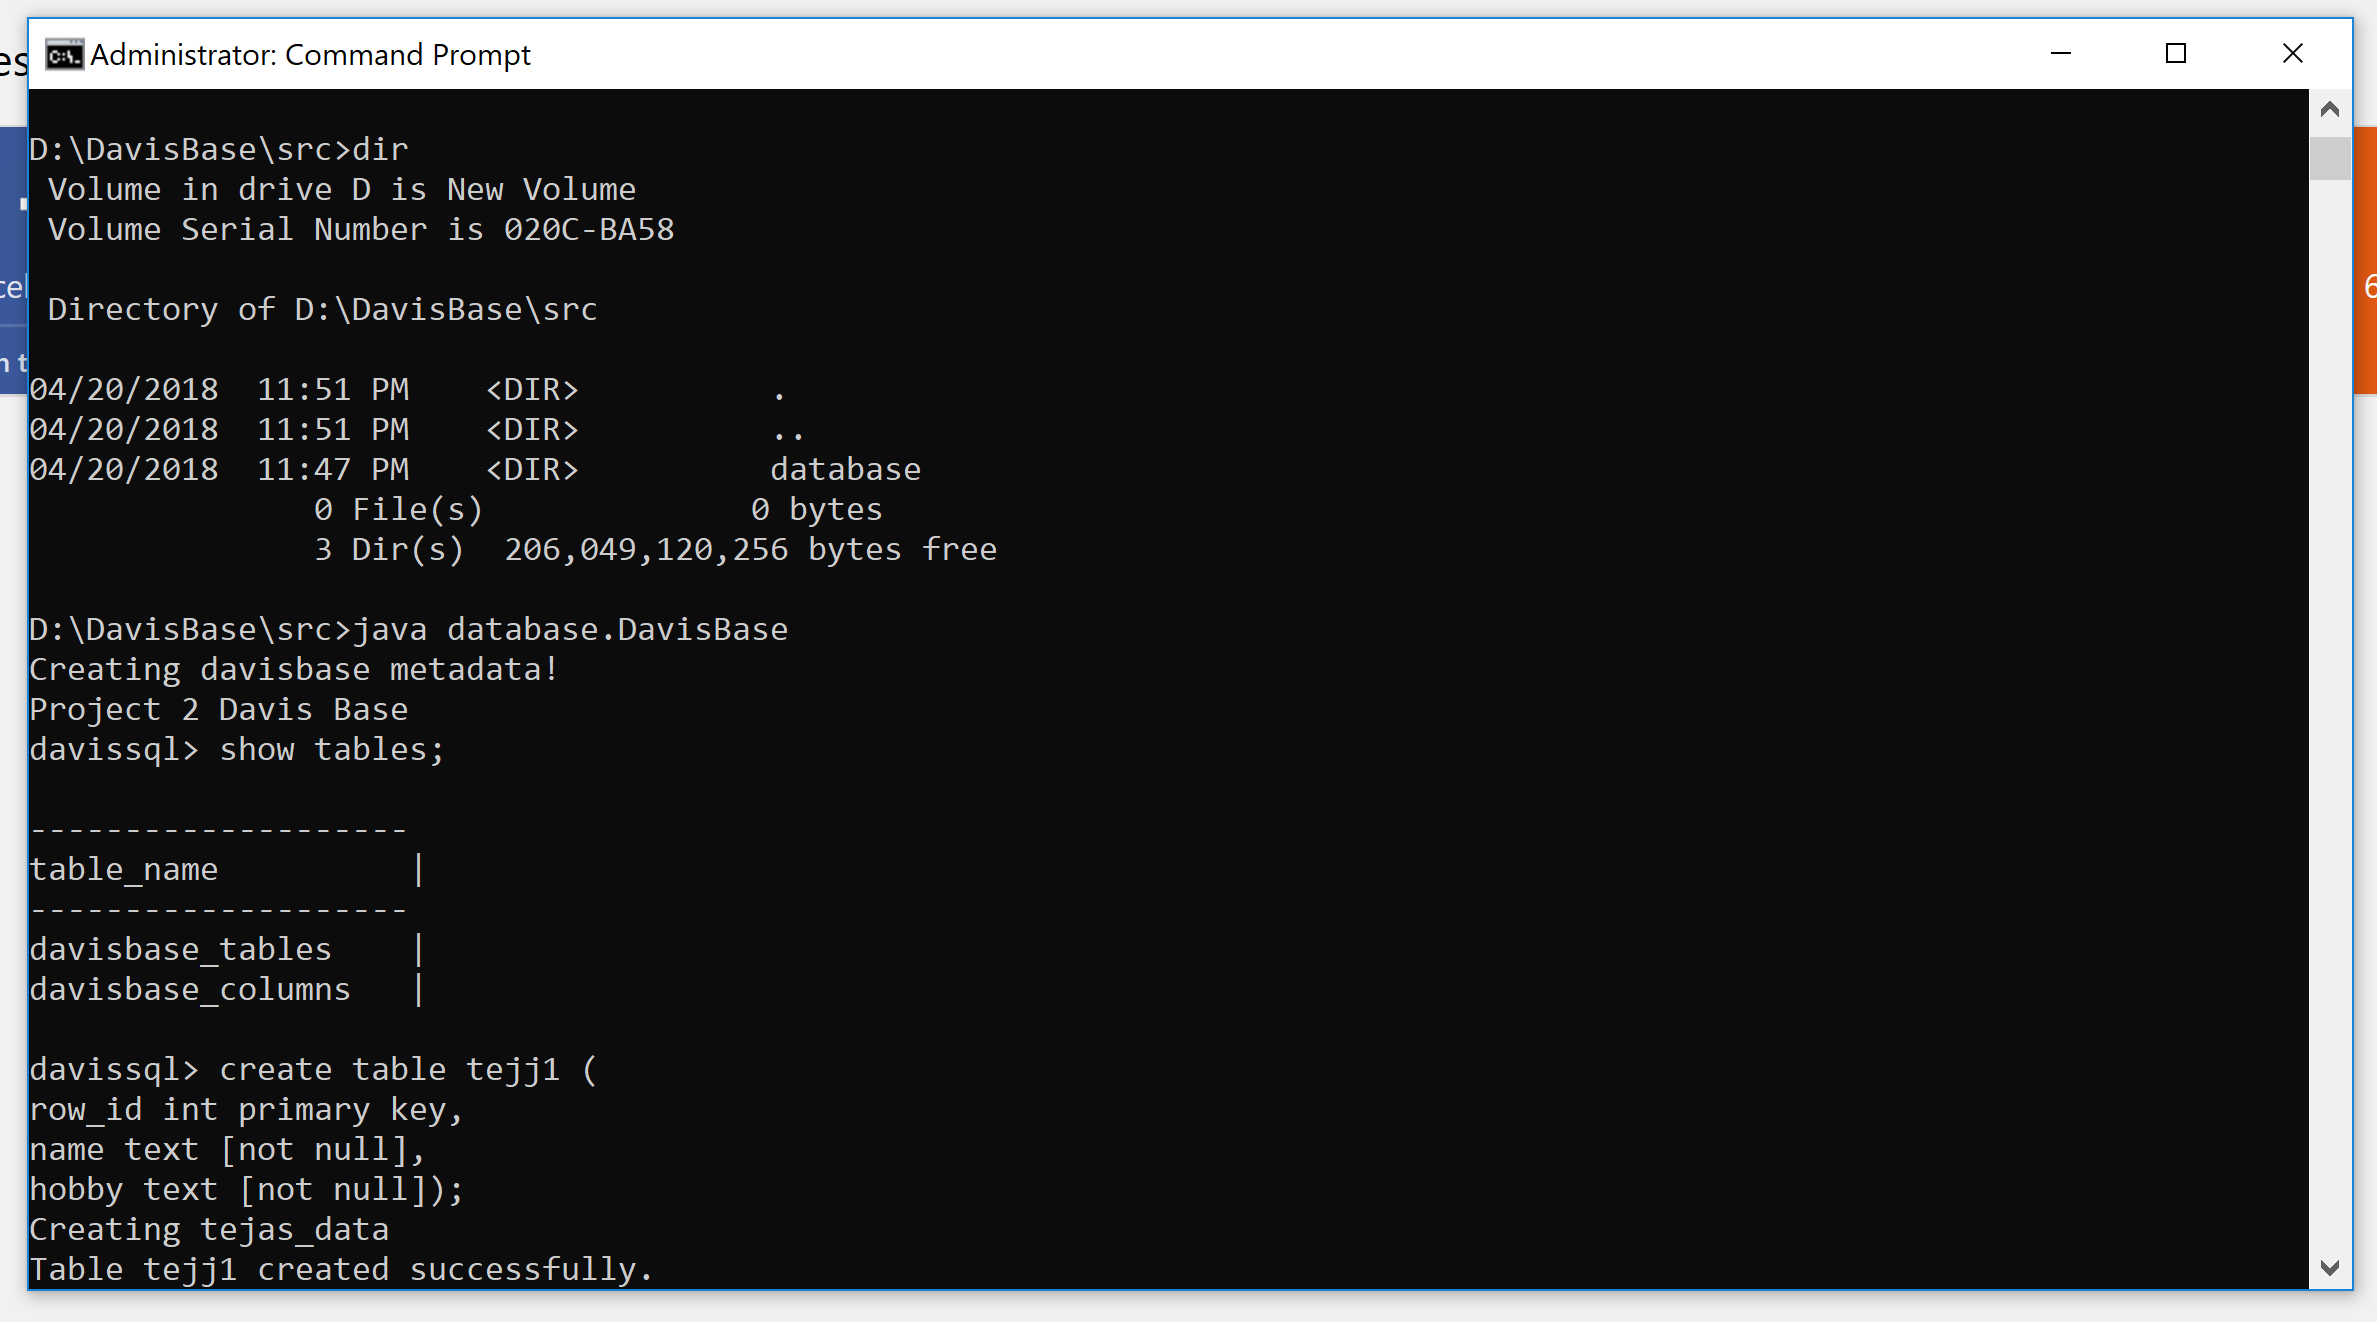 Administrator: Command Prompt
D:\DavisBase\src>dir
 Volume in drive D is New Volume
 Volume Serial Number is 020C-BA58
 Directory of D:\DavisBase\src
04/20/2018  11:51 PM    <DIR>          .
04/20/2018  11:51 PM    <DIR>          ..
04/20/2018  11:47 PM    <DIR>          database
               0 File(s)              0 bytes
               3 Dir(s)  206,049,120,256 bytes free
D:\DavisBase\src>java database.DavisBase
Creating davisbase metadata!
Project 2 Davis Base
davissql> show tables;
--------------------
table_name          |
--------------------
davisbase_tables    |
davisbase_columns   |
davissql> create table tejj1 (
row_id int primary key,
name text [not null],
hobby text [not null]);
Creating tejas_data
Table tejj1 created successfully.